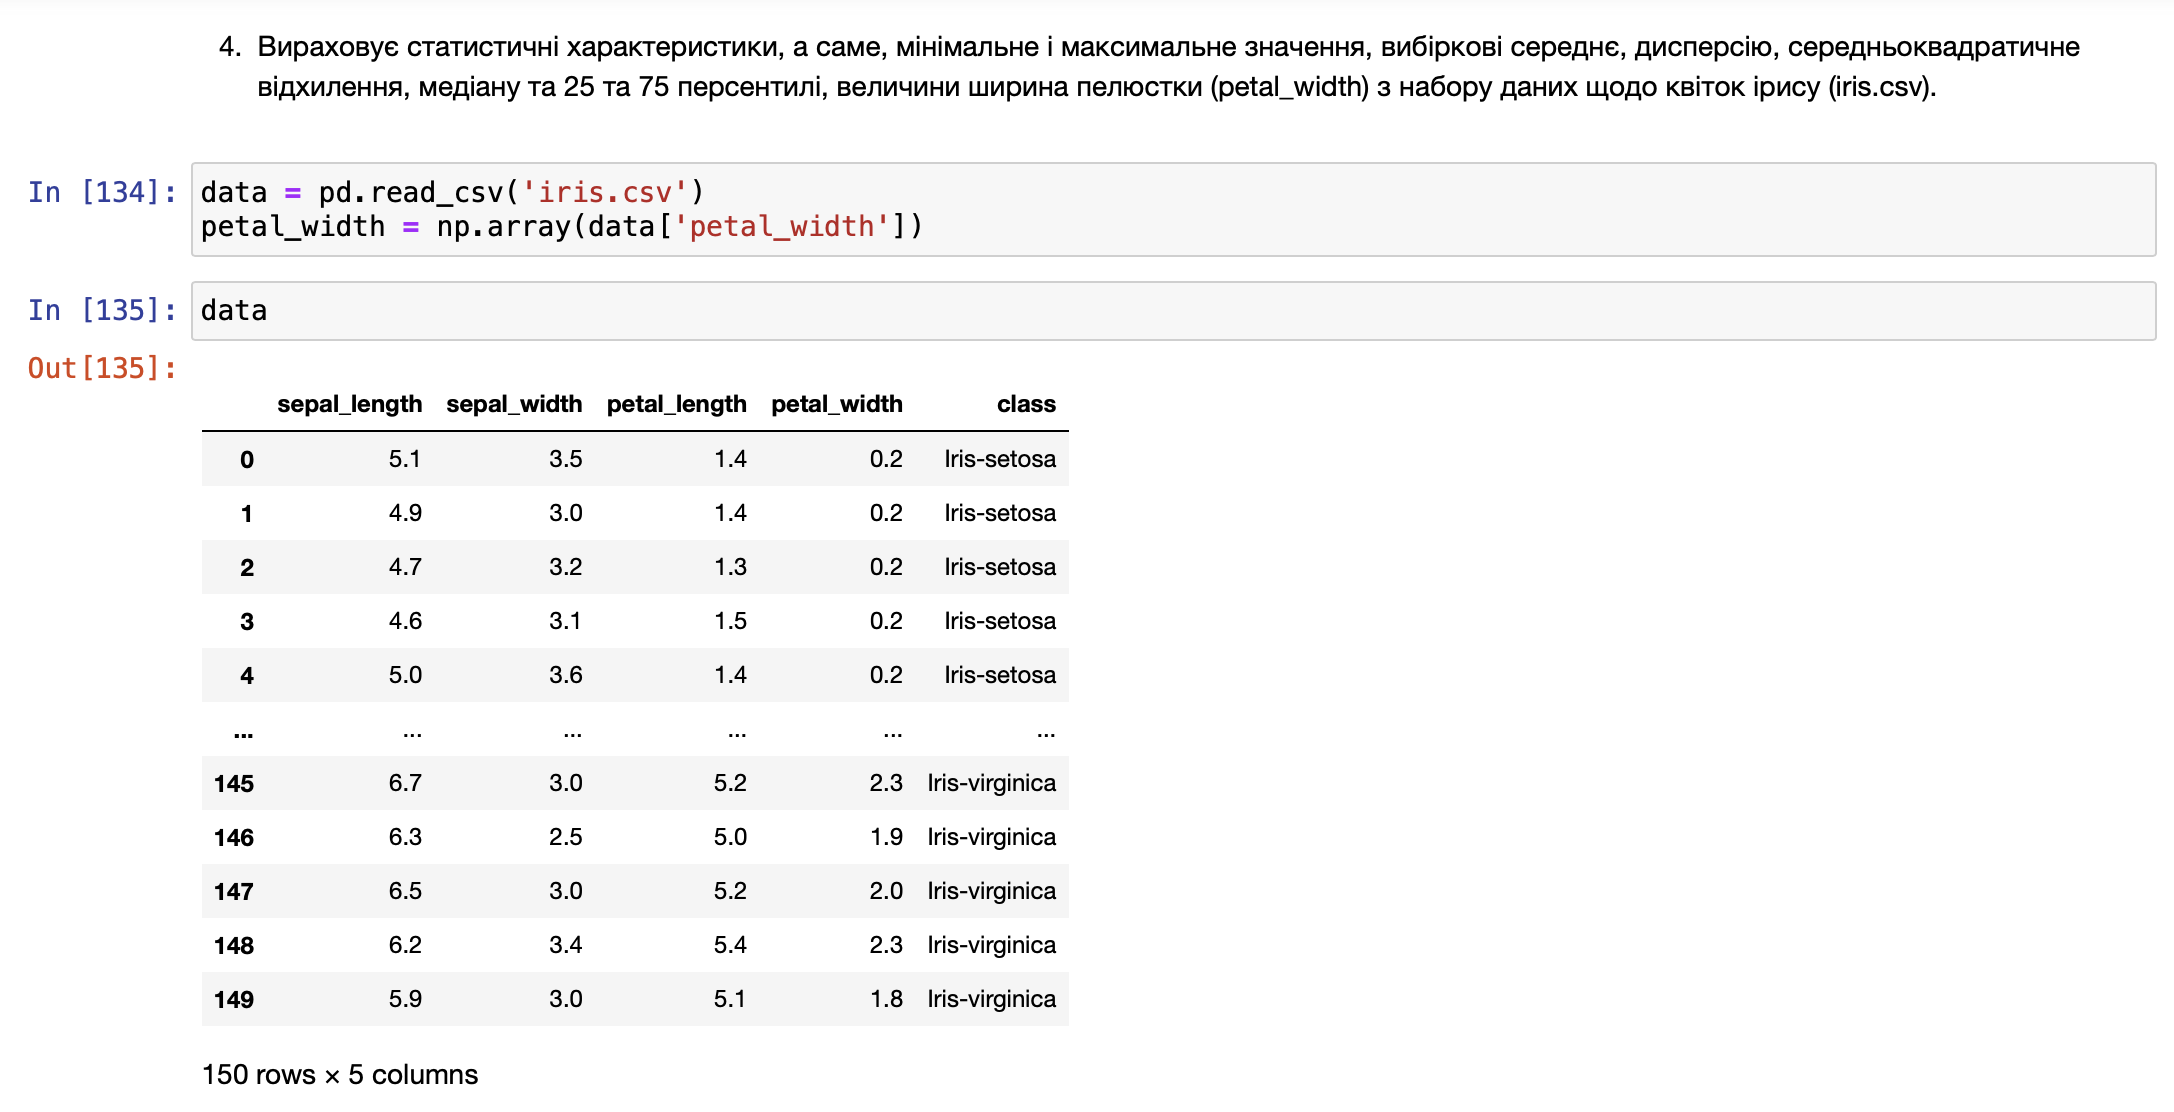 4. Вираховує статистичні характеристики, а саме, мінімальне і максимальне значення, вибіркові середнє, дисперсію, середньоквадратичне
відхилення, медіану та 25 та 75 персентилі, величини ширина пелюстки (petal_width) з набору даних щодо квіток ірису (iris.csv).
In [134]: data = pd.read_csv('iris.csv')
petal_width = np.array(data['petal_width'])
In [135]: data
Out[135]:
sepal_length sepal_width petal_length petal_width class
0 5.1 3.5 1.4 0.2 Iris-setosa
1 4.9 3.0 1.4 0.2 Iris-setosa
2 4.7 3.2 1.3 0.2 Iris-setosa
3 4.6 3.1 1.5 0.2 Iris-setosa
4 5.0 3.6 1.4 0.2 Iris-setosa
... ... ... ... ... ...
145 6.7 3.0 5.2 2.3 Iris-virginica
146 6.3 2.5 5.0 1.9 Iris-virginica
147 6.5 3.0 5.2 2.0 Iris-virginica
148 6.2 3.4 5.4 2.3 Iris-virginica
149 5.9 3.0 5.1 1.8 Iris-virginica
150 rows × 5 columns